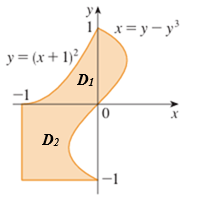 y
1
x = y − y³
y = (x + 1)²
D₁
−1
0
x
D₂
−1